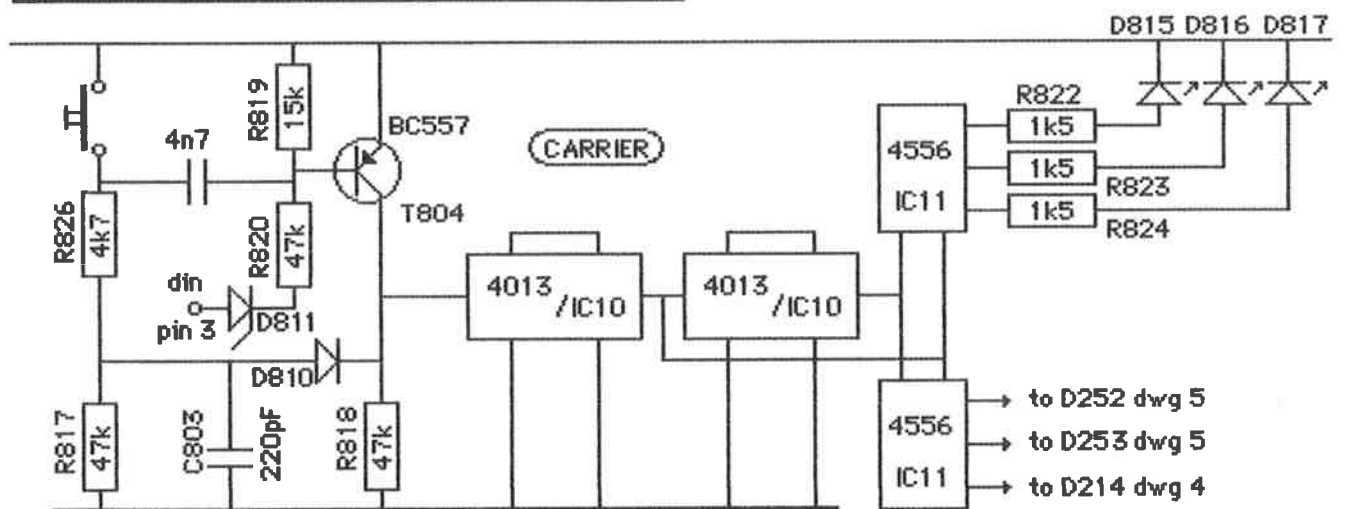 D815 D816 D817
R819
15k
R822
1k5
BC557
CARRIER
4n7
4556
IC11
1k5
R823
1k5
R824
T804
R826
4k7
R820
47k
din
pin 3
D811
4013
/IC10
4013
/IC10
D810
R817
47k
C803
220pF
R818
47k
4556
IC11
to D252 dwg 5
to D253 dwg 5
to D214 dwg 4